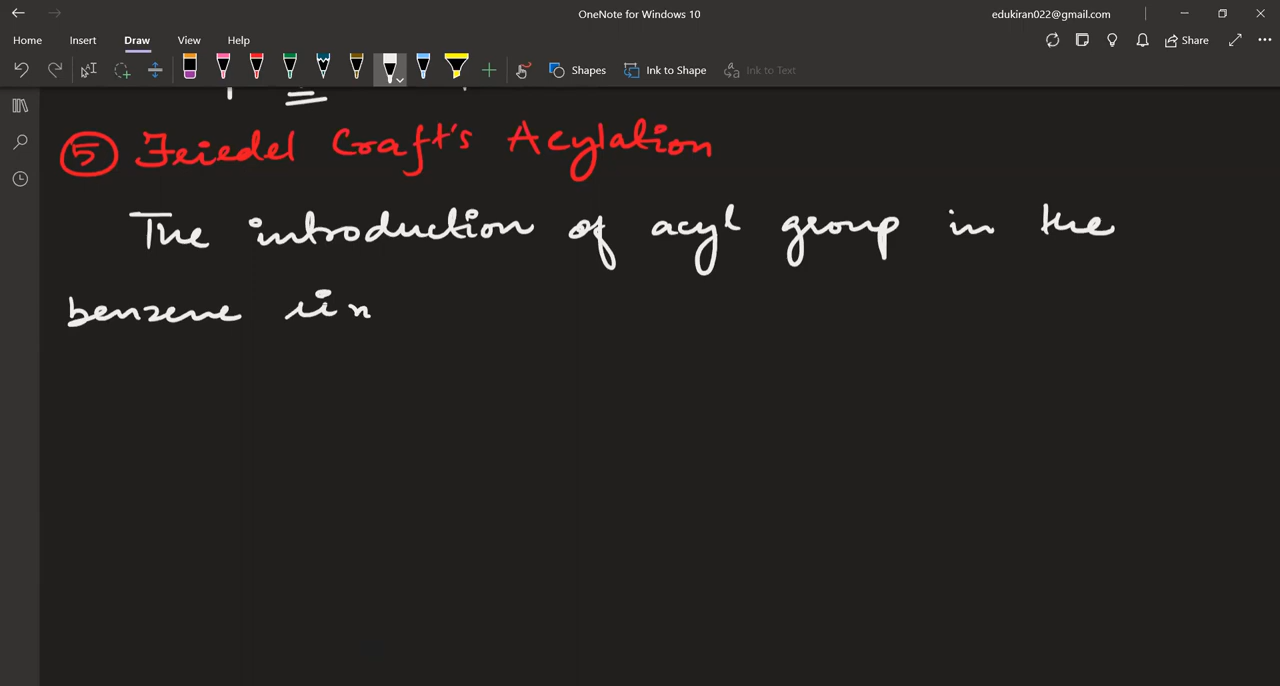 OneNote for Windows 10
edukiran022@gmail.com
Home Insert Draw View Help
Share
Shapes Ink to Shape Ink to Text
5 Friedel Craft's Acylation
The introduction of acyl group in the
benzene rin